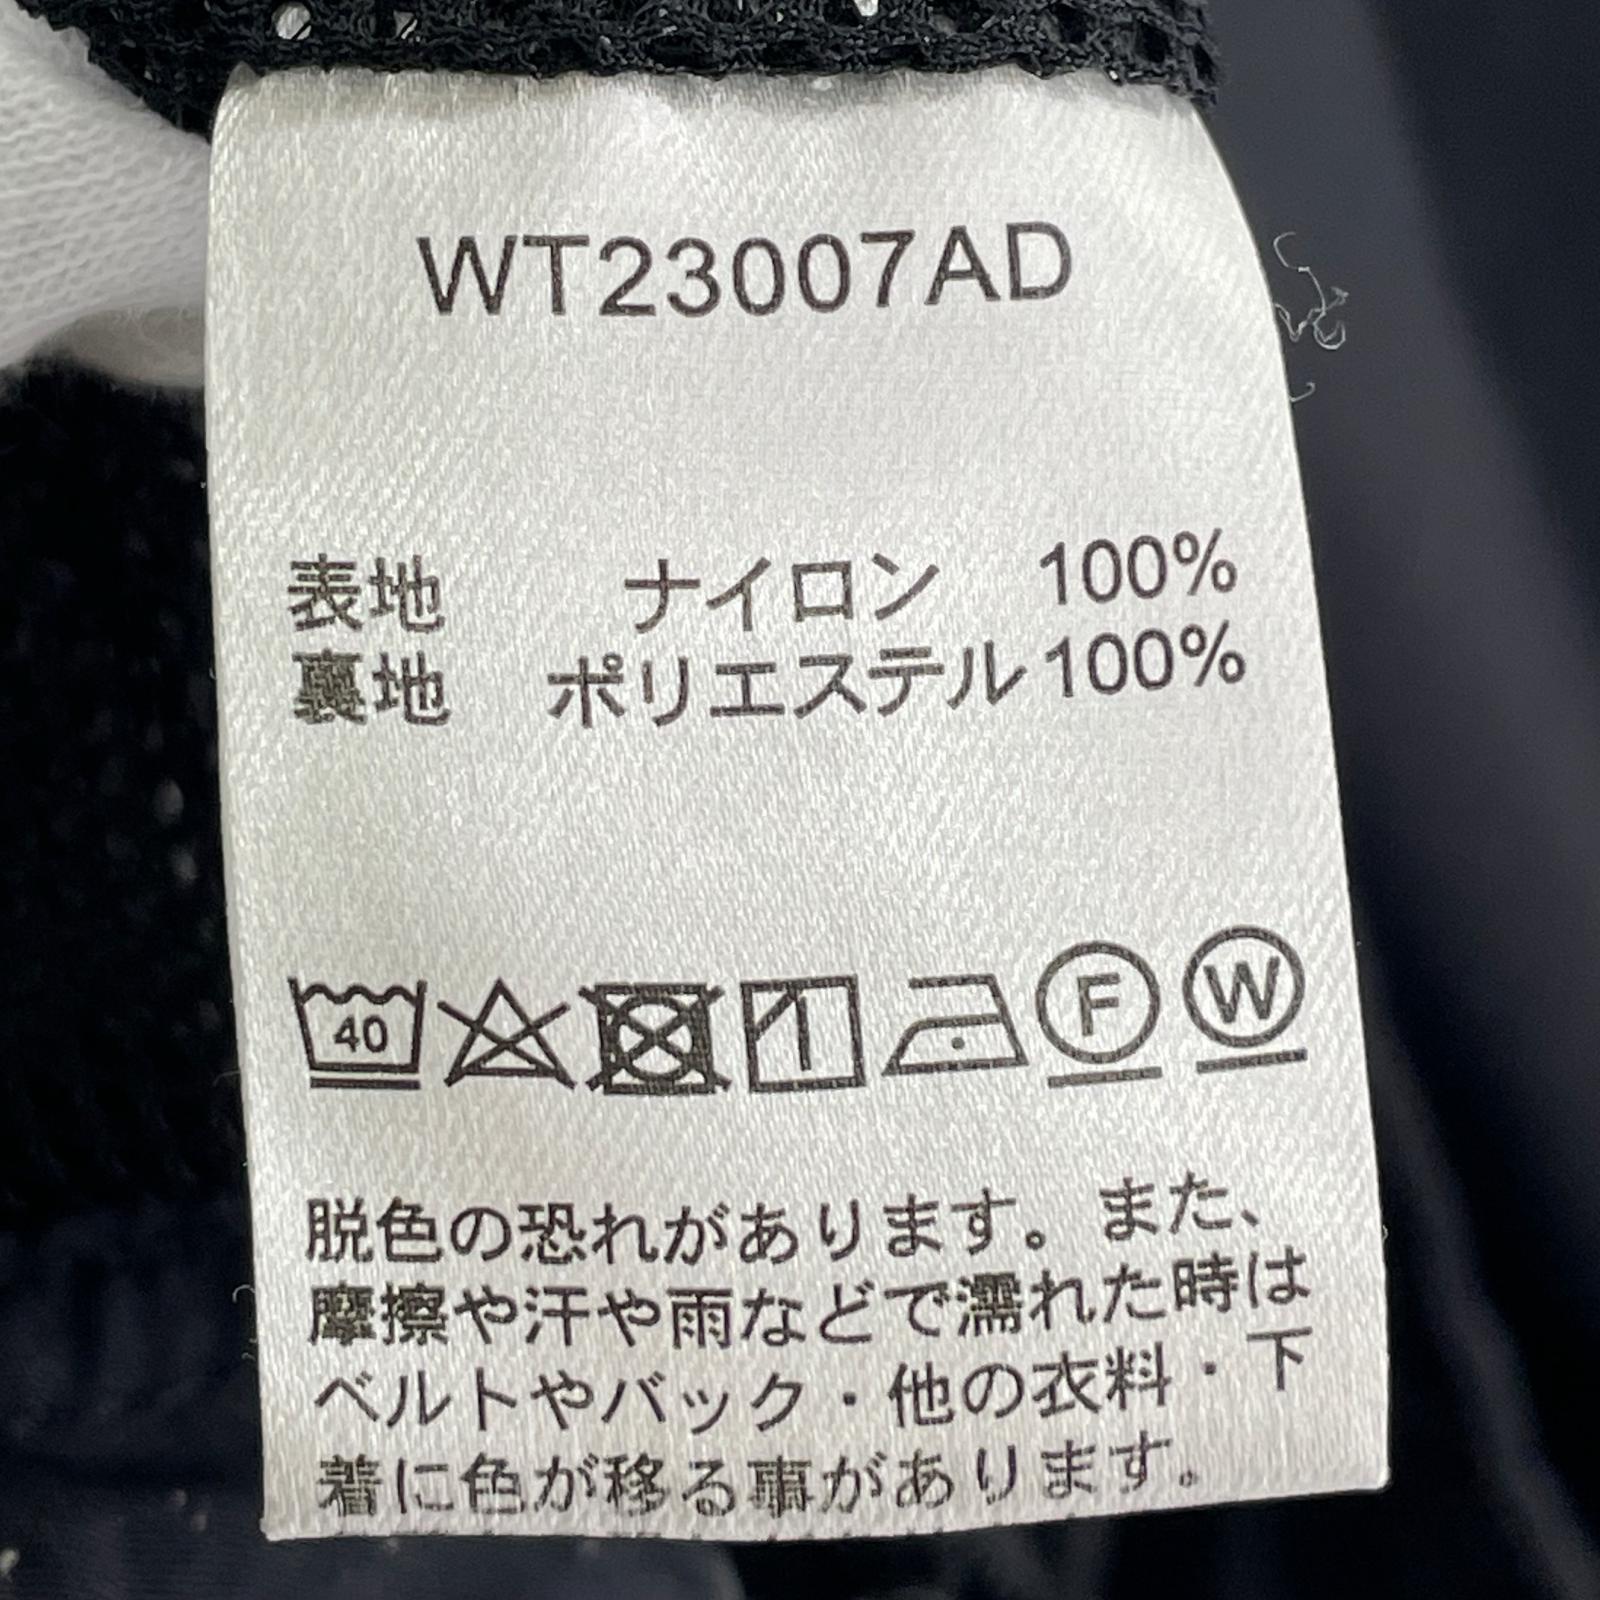 WT23007AD
表地 ナイロン 100%
裏地 ポリエステル 100%
40 F W
脱色の恐れがあります。また、
摩擦や汗や雨などで濡れた時は
ベルトやバック・他の衣料・下
着に色が移る事があります。